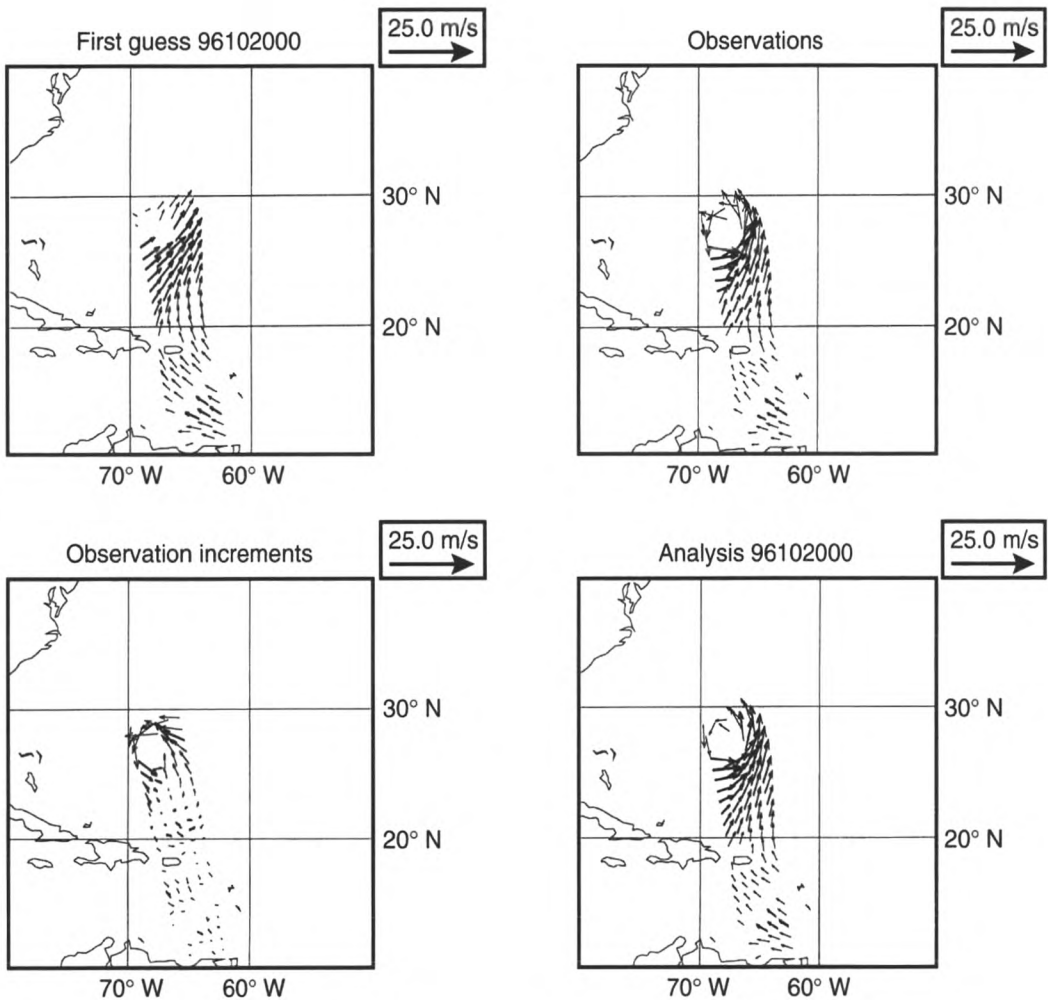 First guess 96102000
25.0 m/s
Observations
25.0 m/s
30° N
20° N
70° W 60° W
30° N
20° N
70° W 60° W
Observation increments
25.0 m/s
Analysis 96102000
25.0 m/s
30° N
20° N
70° W 60° W
30° N
20° N
70° W 60° W